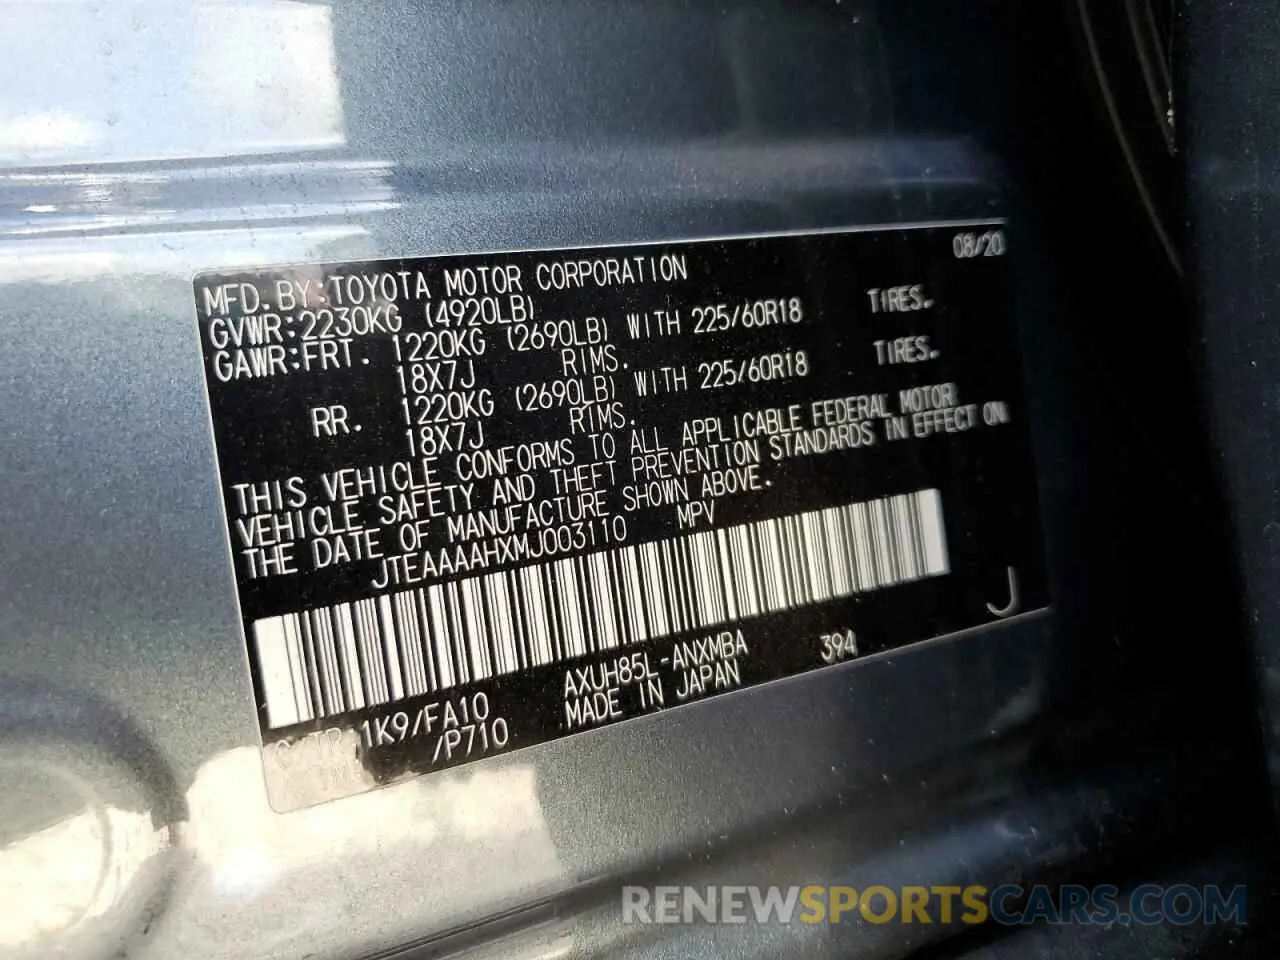 08/20
MFD. BY:TOYOTA MOTOR CORPORATION
GVWR:2230KG (4920LB)
GAWR:FRT. 1220KG (2690LB) WITH 225/60R18 TIRES.
18X7J RIMS.
RR. 1220KG (2690LB) WITH 225/60R18 TIRES.
18X7J RIMS.
THIS VEHICLE CONFORMS TO ALL APPLICABLE FEDERAL MOTOR
VEHICLE SAFETY AND THEFT PREVENTION STANDARDS IN EFFECT ON
THE DATE OF MANUFACTURE SHOWN ABOVE.
JTEAAAAHXMJ003110 MPV
J
C/TR 1K9/FA10 AXUH85L-ANXMBA 394
/P710 MADE IN JAPAN
RENEWSPORTSCARS.COM